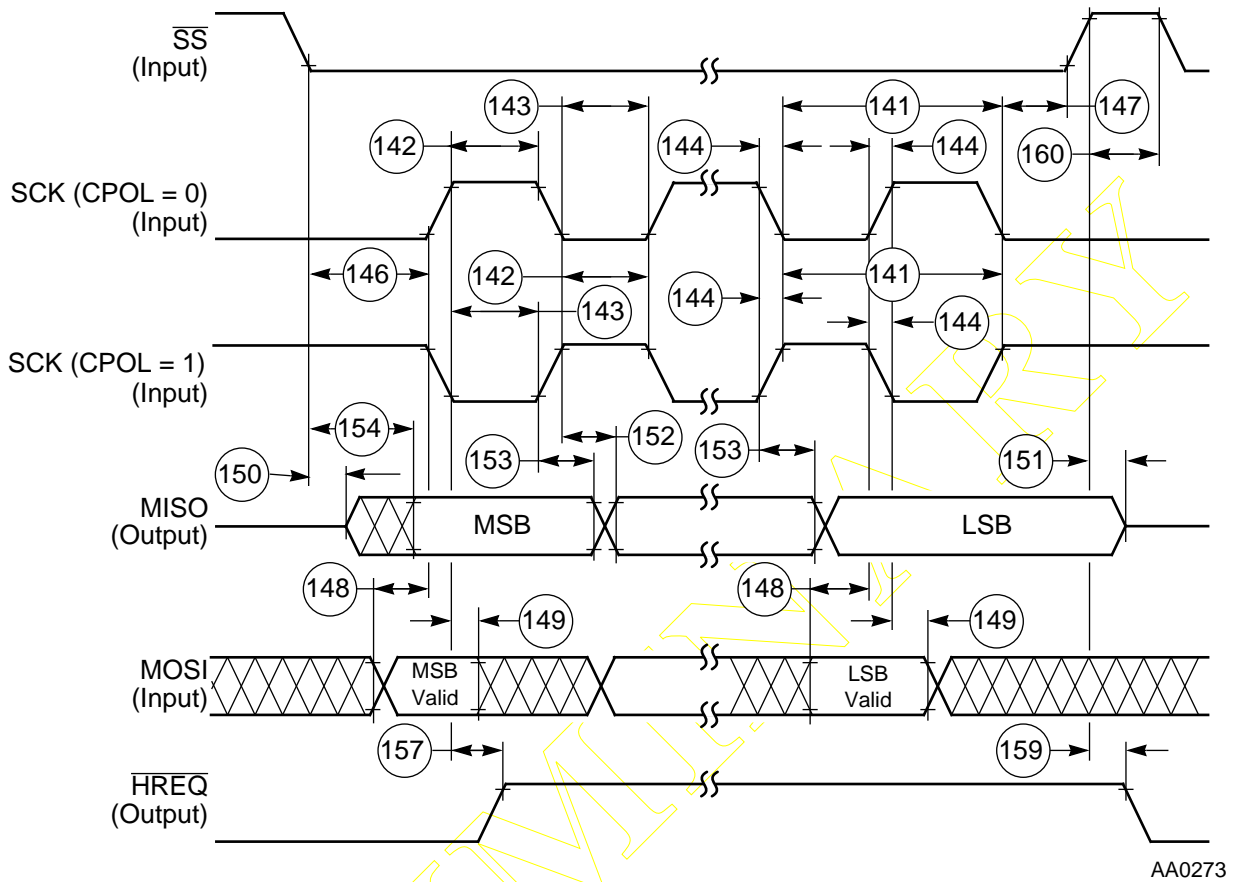 SS
(Input)
143
141
147
142
144
144
160
SCK (CPOL = 0)
(Input)
146
142
141
143
144
144
SCK (CPOL = 1)
(Input)
154
152
153
153
150
151
MISO
(Output)
MSB
LSB
148
148
149
149
MOSI
(Input)
MSB
Valid
LSB
Valid
157
159
HREQ
(Output)
AA0273